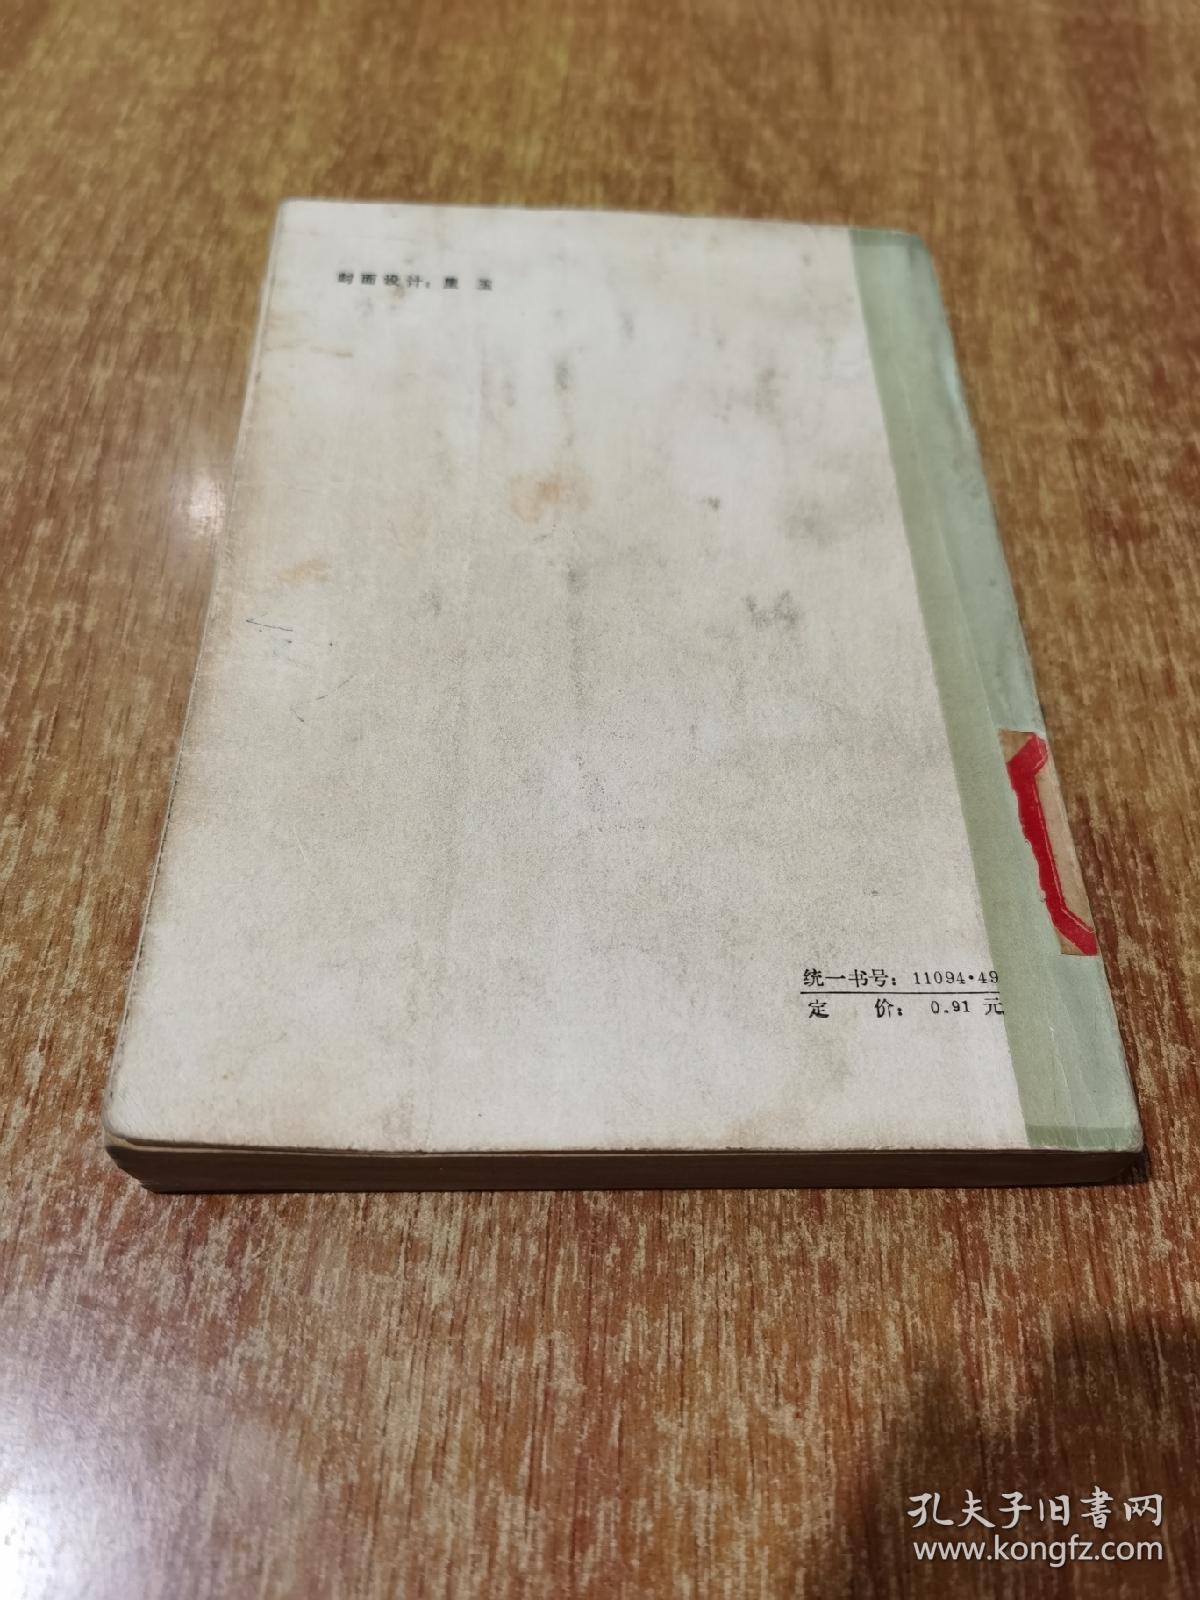 封面设计：
统一书号：11094·49
定　价：0.91 元
孔夫子旧書网
www.kongfz.com